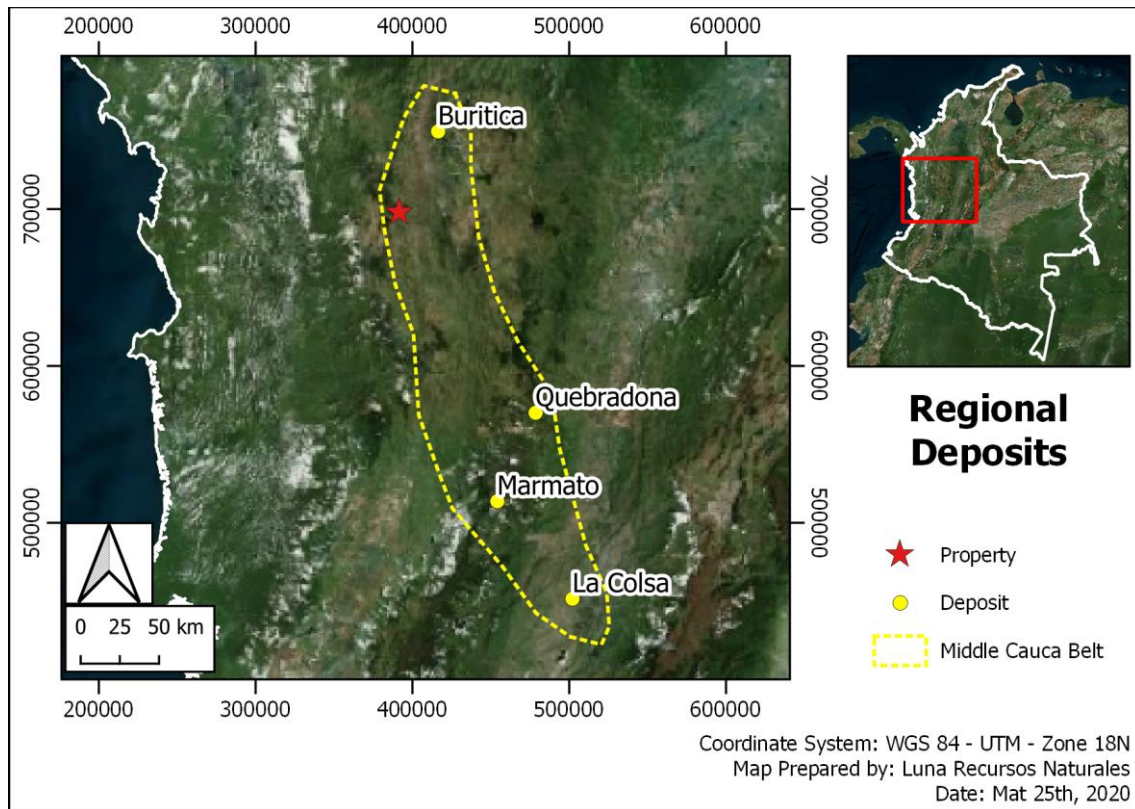 200000 300000 400000 500000 600000
Buritica
700000
700000
600000
600000
Quebradona
Marmato
500000
500000
La Colsa
0 25 50 km
200000 300000 400000 500000 600000
Regional
Deposits
Property
Deposit
Middle Cauca Belt
Coordinate System: WGS 84 - UTM - Zone 18N
Map Prepared by: Luna Recursos Naturales
Date: Mat 25th, 2020